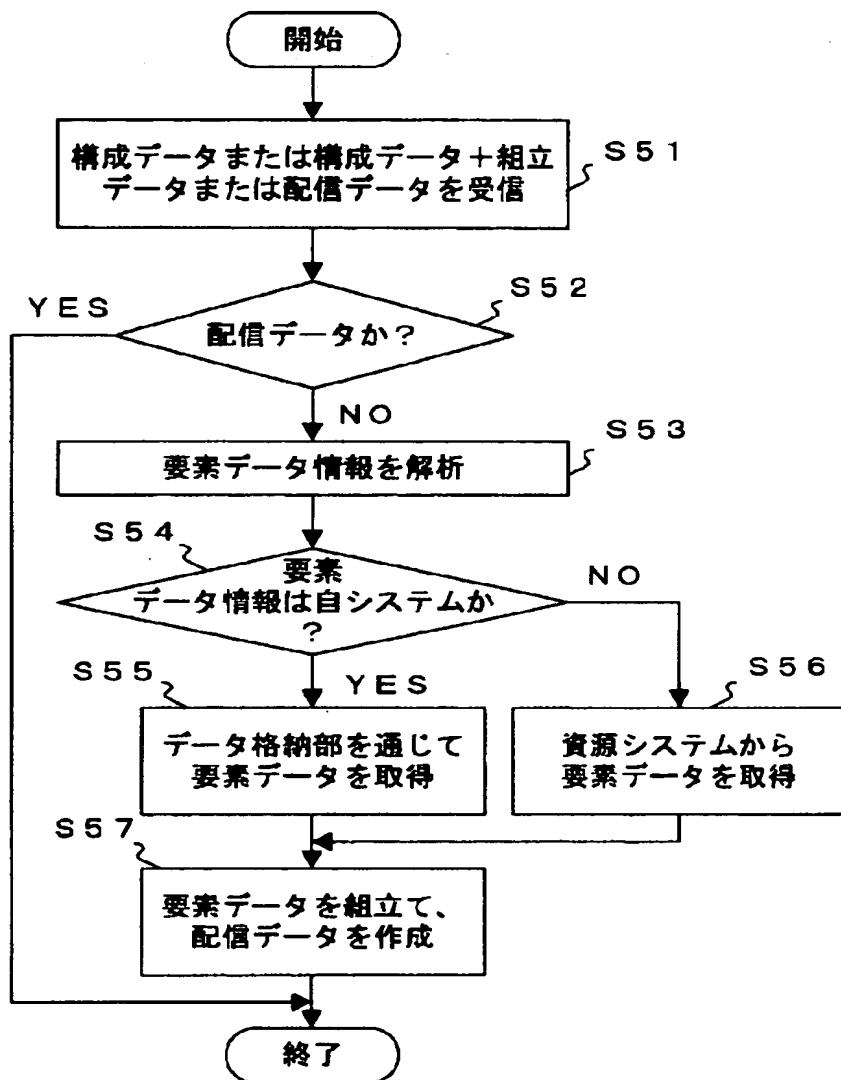 開始
構成データまたは構成データ+組立
データまたは配信データを受信
S51
S52
YES
配信データか?
NO
S53
要素データ情報を解析
S54
要素
データ情報は自システムか
?
NO
S55
YES
S56
データ格納部を通じて
要素データを取得
資源システムから
要素データを取得
S57
要素データを組立て、
配信データを作成
終了